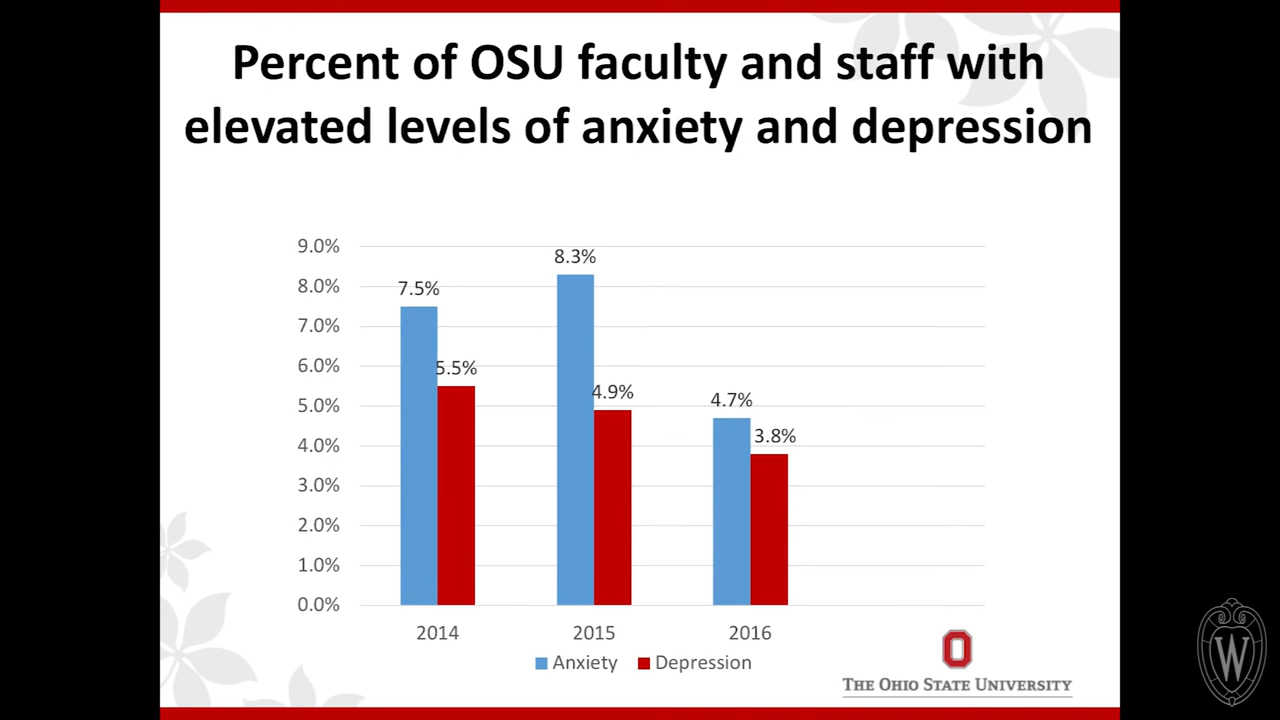 Percent of OSU faculty and staff with
elevated levels of anxiety and depression
9.0%
8.0%
7.0%
6.0%
5.0%
4.0%
3.0%
2.0%
1.0%
0.0%
7.5%
5.5%
8.3%
4.9%
4.7%
3.8%
2014
2015
2016
Anxiety
Depression
O
THE OHIO STATE UNIVERSITY
W